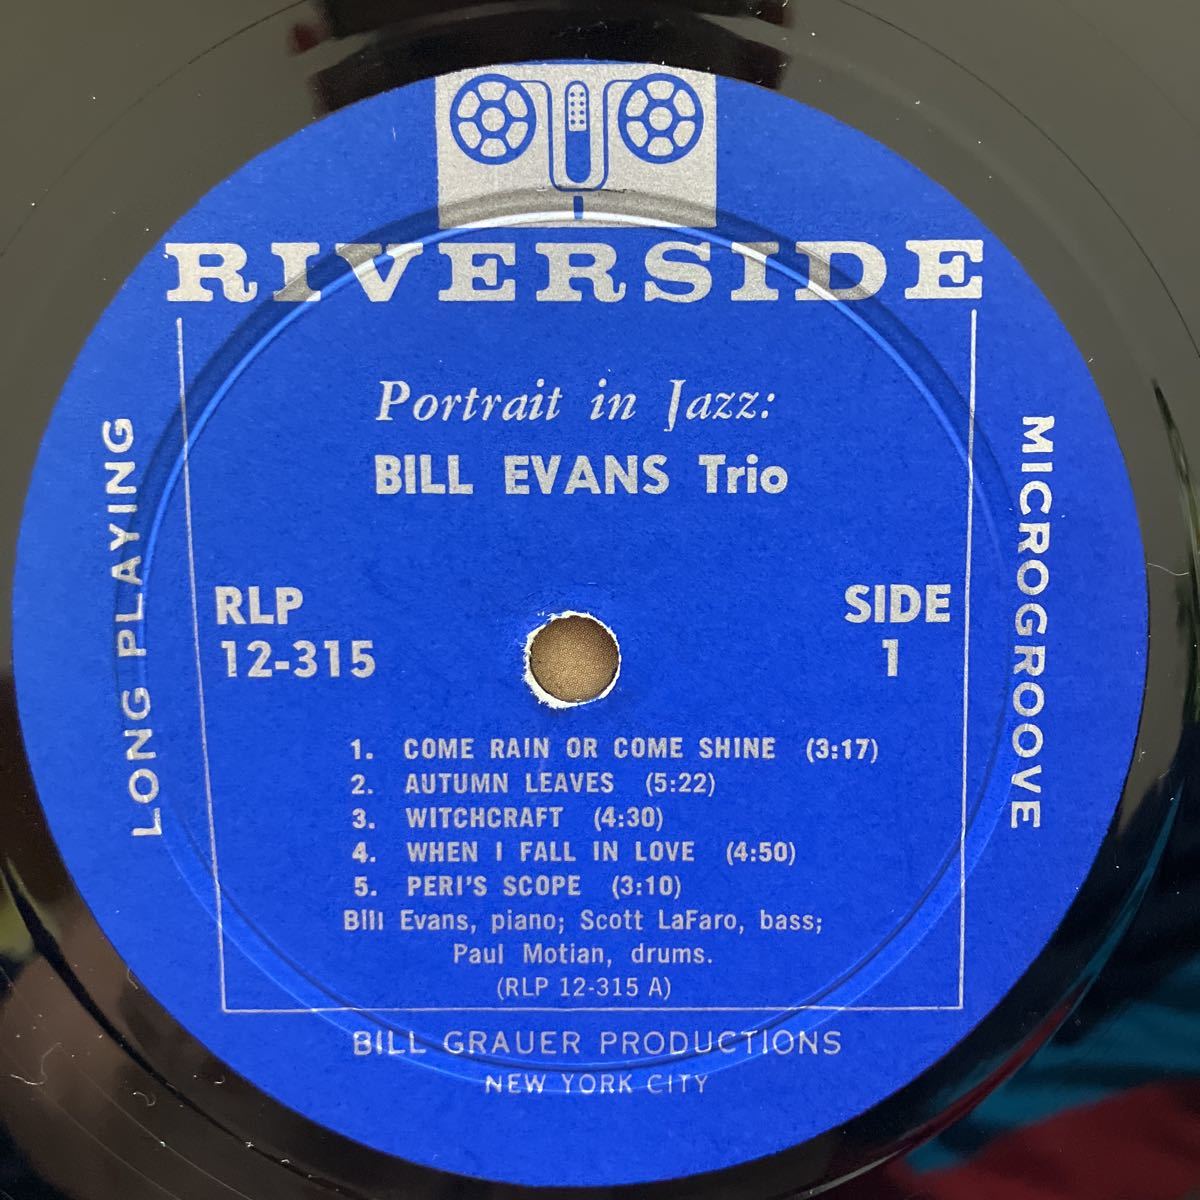 RIVERSIDE
Portrait in Jazz:
BILL EVANS Trio
RLP
12-315
SIDE
1
LONG PLAYING
MICROGROOVE
1. COME RAIN OR COME SHINE (3:17)
2. AUTUMN LEAVES (5:22)
3. WITCHCRAFT (4:30)
4. WHEN I FALL IN LOVE (4:50)
5. PERI'S SCOPE (3:10)
Bill Evans, piano; Scott LaFaro, bass;
Paul Motian, drums.
(RLP 12-315 A)
BILL GRAUER PRODUCTIONS
NEW YORK CITY